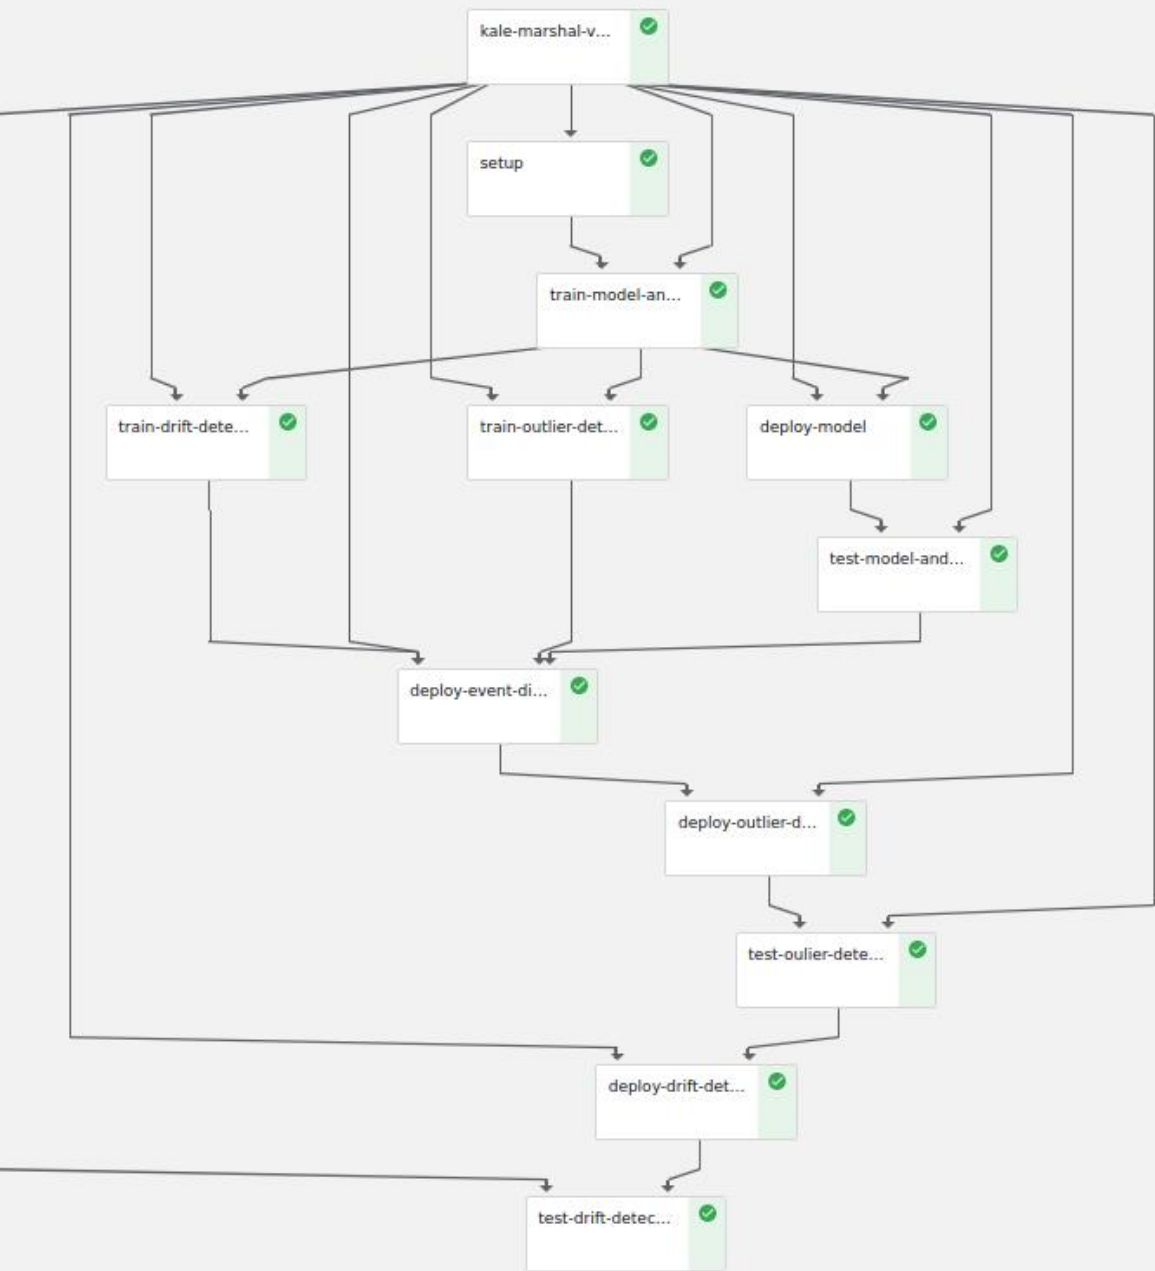 kale-marshal-v...
setup
train-model-an...
train-drift-dete...
train-outlier-det...
deploy-model
test-model-and...
deploy-event-di...
deploy-outlier-d...
test-oulier-dete...
deploy-drift-det...
test-drift-detec...